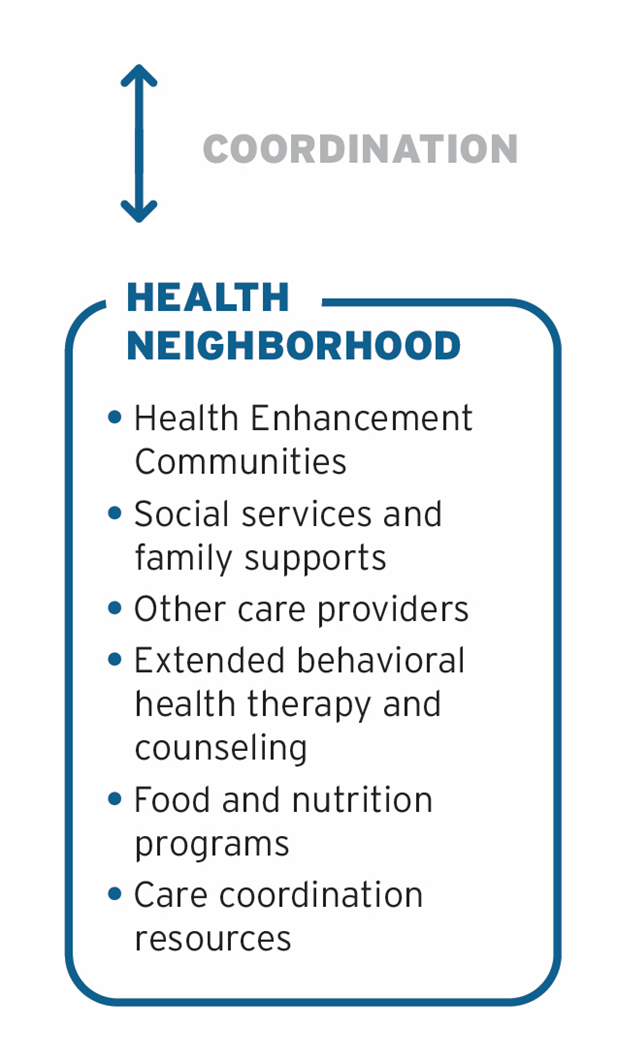 COORDINATION
HEALTH
NEIGHBORHOOD
• Health Enhancement
Communities
• Social services and
family supports
• Other care providers
• Extended behavioral
health therapy and
counseling
• Food and nutrition
programs
• Care coordination
resources